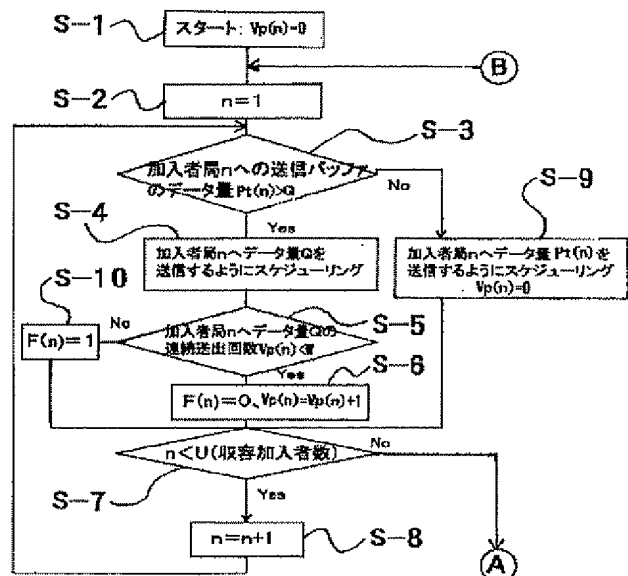 S-1
スタート: Vp(n)=0
B
S-2
n=1
S-3
加入者局nへの送信バッファ
のデータ量Pt(n)>Q
No
S-9
S-4
Yes
加入者局nへデータ量Qを
送信するようにスケジューリング
加入者局nへデータ量 Pt(n)を
送信するようにスケジューリング
Vp(n)=0
S-10
No
加入者局nへデータ量Qの
連続送出回数Vp(n)<W
S-5
F(n)=1
Yes
S-6
F(n)=0、Vp(n)=Vp(n)+1
n<U(収容加入者数)
No
S-7
Yes
n=n+1
S-8
A